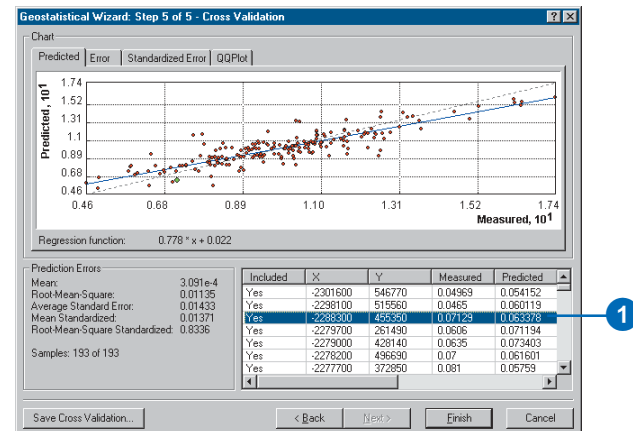 Geostatistical Wizard: Step 5 of 5 - Cross Validation
Chart
Predicted Error Standardized Error QQPlot
Predicted, 10¹
1.74
1.52
1.31
1.1
0.89
0.68
0.46
0.46 0.68 0.89 1.10 1.31 1.52 1.74
Measured, 10¹
Regression function: 0.778 * x + 0.022
Prediction Errors
Mean: 3.091e-4
Root-Mean-Square: 0.01135
Average Standard Error: 0.01433
Mean Standardized: 0.01371
Root-Mean-Square Standardized: 0.8336
Samples: 193 of 193
Included X Y Measured Predicted
Yes -2301600 546770 0.04969 0.054152
Yes -2298100 515560 0.0465 0.060119
Yes -2288300 455350 0.07129 0.063378
Yes -2279700 261490 0.0606 0.071194
Yes -2279000 428140 0.0635 0.073403
Yes -2278200 496690 0.07 0.061601
Yes -2277700 372850 0.081 0.05759
1
Save Cross Validation... < Back Next > Finish Cancel